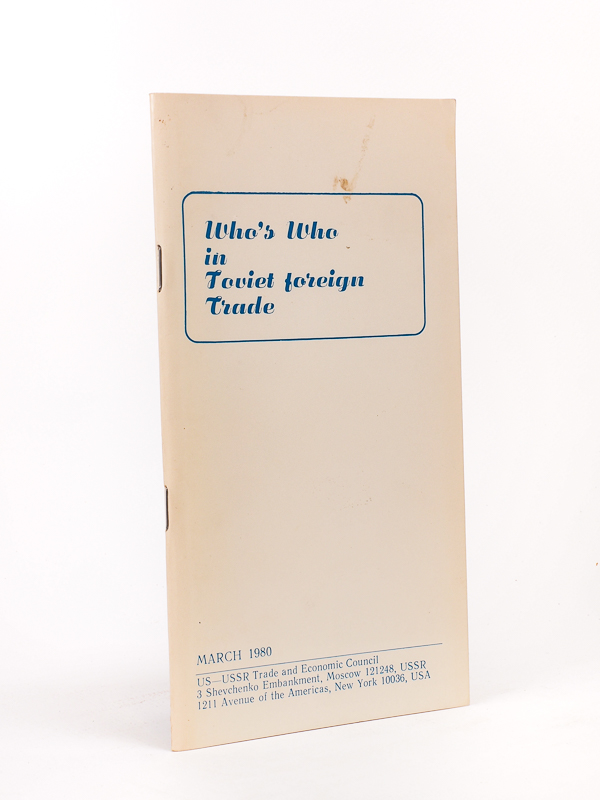 Who's Who
in
Soviet foreign
Trade
MARCH 1980
US—USSR Trade and Economic Council
3 Shevchenko Embankment, Moscow 121248, USSR
1211 Avenue of the Americas, New York 10036, USA